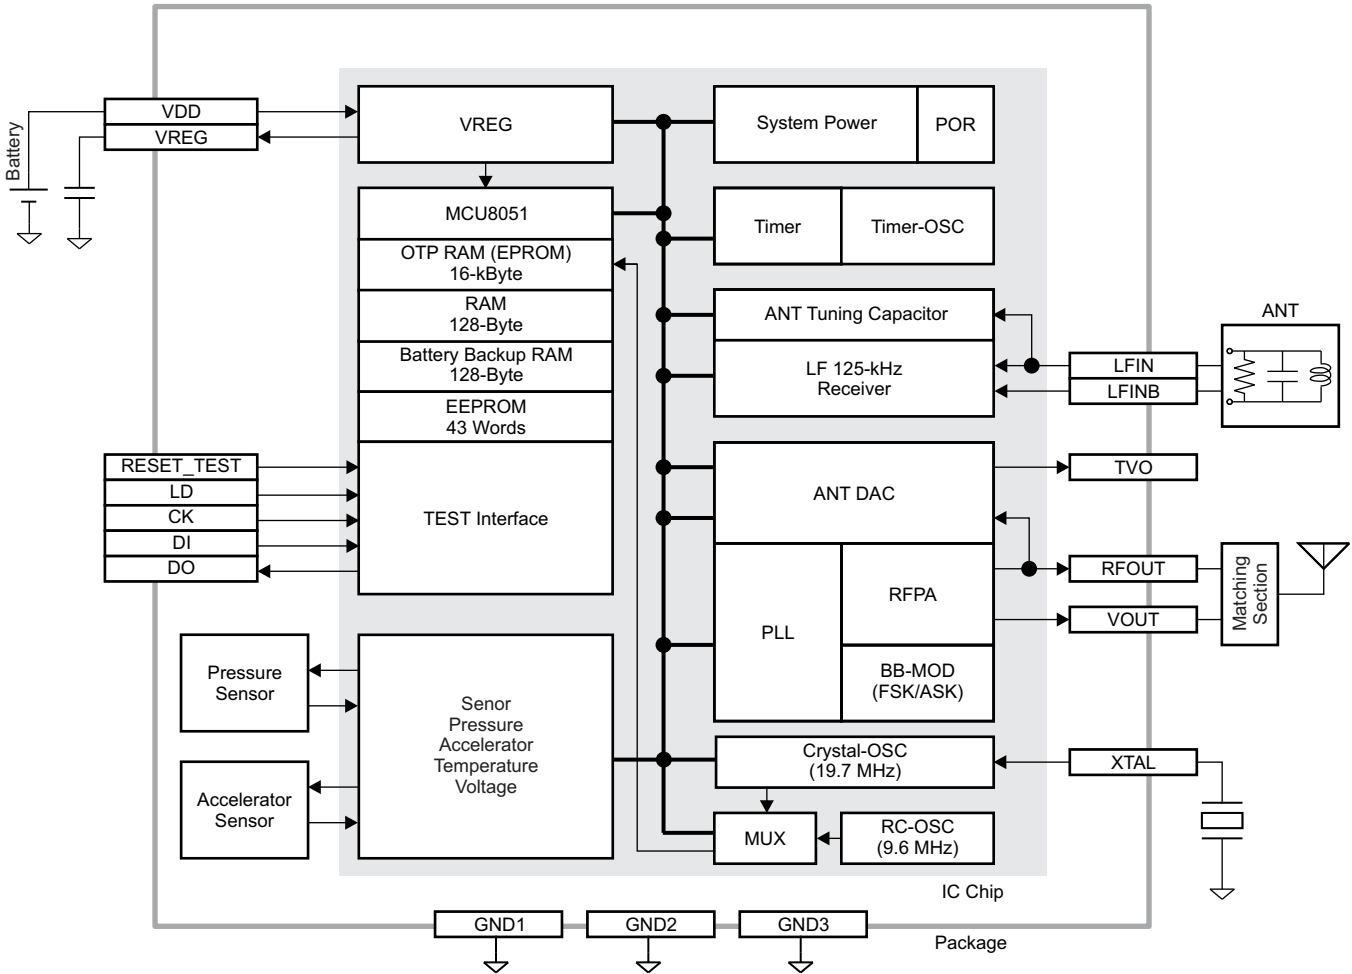 Battery
VDD
VREG
VREG
System Power
POR
MCU8051
OTP RAM (EPROM)
16-kByte
RAM
128-Byte
Battery Backup RAM
128-Byte
EEPROM
43 Words
TEST Interface
Timer
Timer-OSC
ANT Tuning Capacitor
LF 125-kHz
Receiver
LFIN
LFINB
ANT
RESET_TEST
LD
CK
DI
DO
ANT DAC
TVO
PLL
RFPA
BB-MOD
(FSK/ASK)
RFOUT
VOUT
Matching
Section
Pressure
Sensor
Accelerator
Sensor
Senor
Pressure
Accelerator
Temperature
Voltage
Crystal-OSC
(19.7 MHz)
XTAL
MUX
RC-OSC
(9.6 MHz)
IC Chip
GND1
GND2
GND3
Package